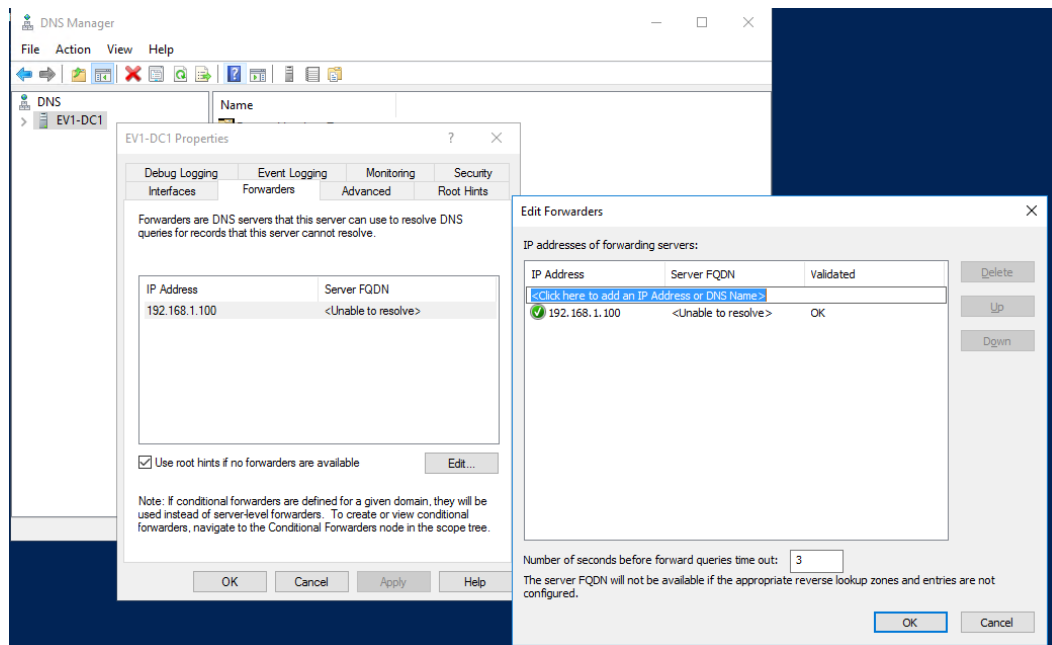 DNS Manager
File Action View Help
DNS
EV1-DC1
Name
EV1-DC1 Properties
Debug Logging Event Logging Monitoring Security
Interfaces Forwarders Advanced Root Hints
Forwarders are DNS servers that this server can use to resolve DNS
queries for records that this server cannot resolve.
IP Address Server FQDN
192.168.1.100 <Unable to resolve>
Use root hints if no forwarders are available
Edit...
Note: If conditional forwarders are defined for a given domain, they will be
used instead of server-level forwarders. To create or view conditional
forwarders, navigate to the Conditional Forwarders node in the scope tree.
OK Cancel Apply Help
Edit Forwarders
IP addresses of forwarding servers:
IP Address Server FQDN Validated
<Click here to add an IP Address or DNS Name>
192.168.1.100 <Unable to resolve> OK
Delete
Up
Down
Number of seconds before forward queries time out: 3
The server FQDN will not be available if the appropriate reverse lookup zones and entries are not
configured.
OK Cancel